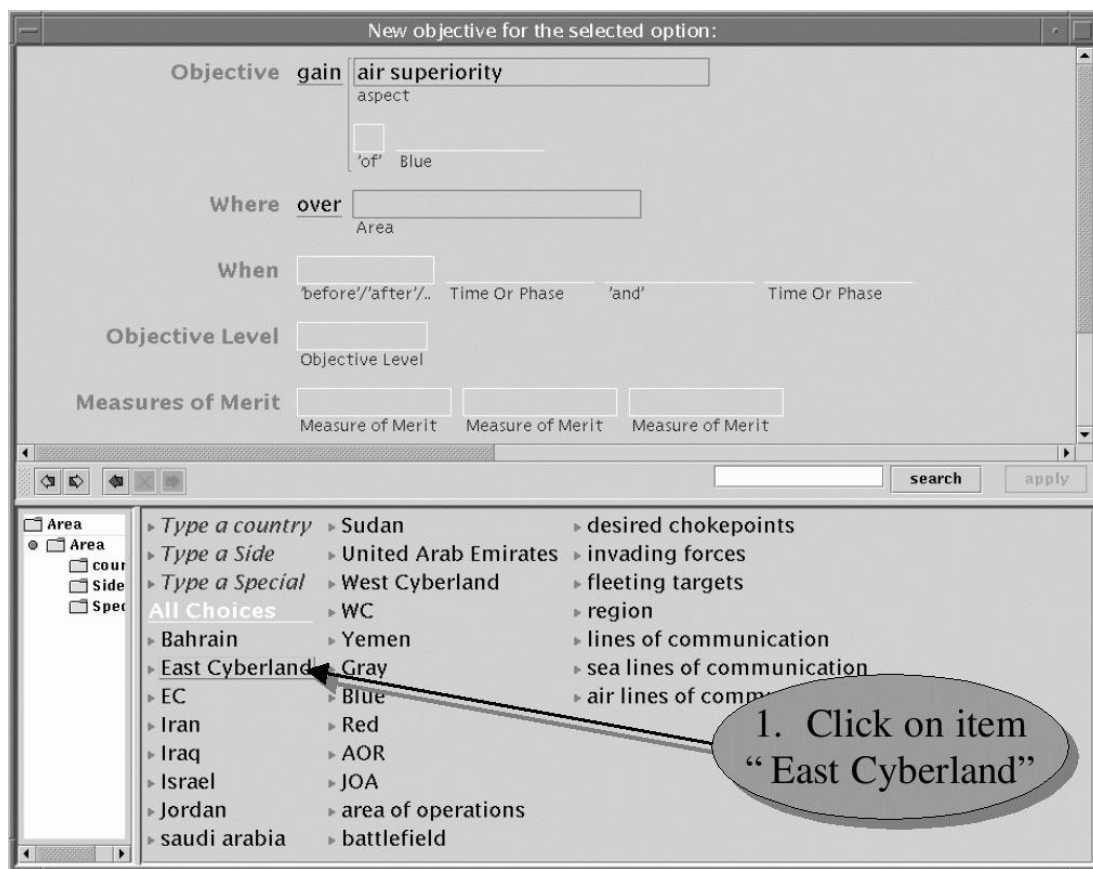 New objective for the selected option:
Objective gain air superiority
aspect
'of' Blue
Where over
Area
When
'before'/'after'/.. Time Or Phase 'and' Time Or Phase
Objective Level
Objective Level
Measures of Merit
Measure of Merit Measure of Merit Measure of Merit
search apply
Area
Area
cour
Side
Spec
Type a country
Type a Side
Type a Special
All Choices
Bahrain
East Cyberland
EC
Iran
Iraq
Israel
Jordan
saudi arabia
Sudan
United Arab Emirates
West Cyberland
WC
Yemen
Gray
Blue
Red
AOR
JOA
area of operations
battlefield
desired chokepoints
invading forces
fleeting targets
region
lines of communication
sea lines of communication
air lines of comm
1. Click on item
“ East Cyberland”